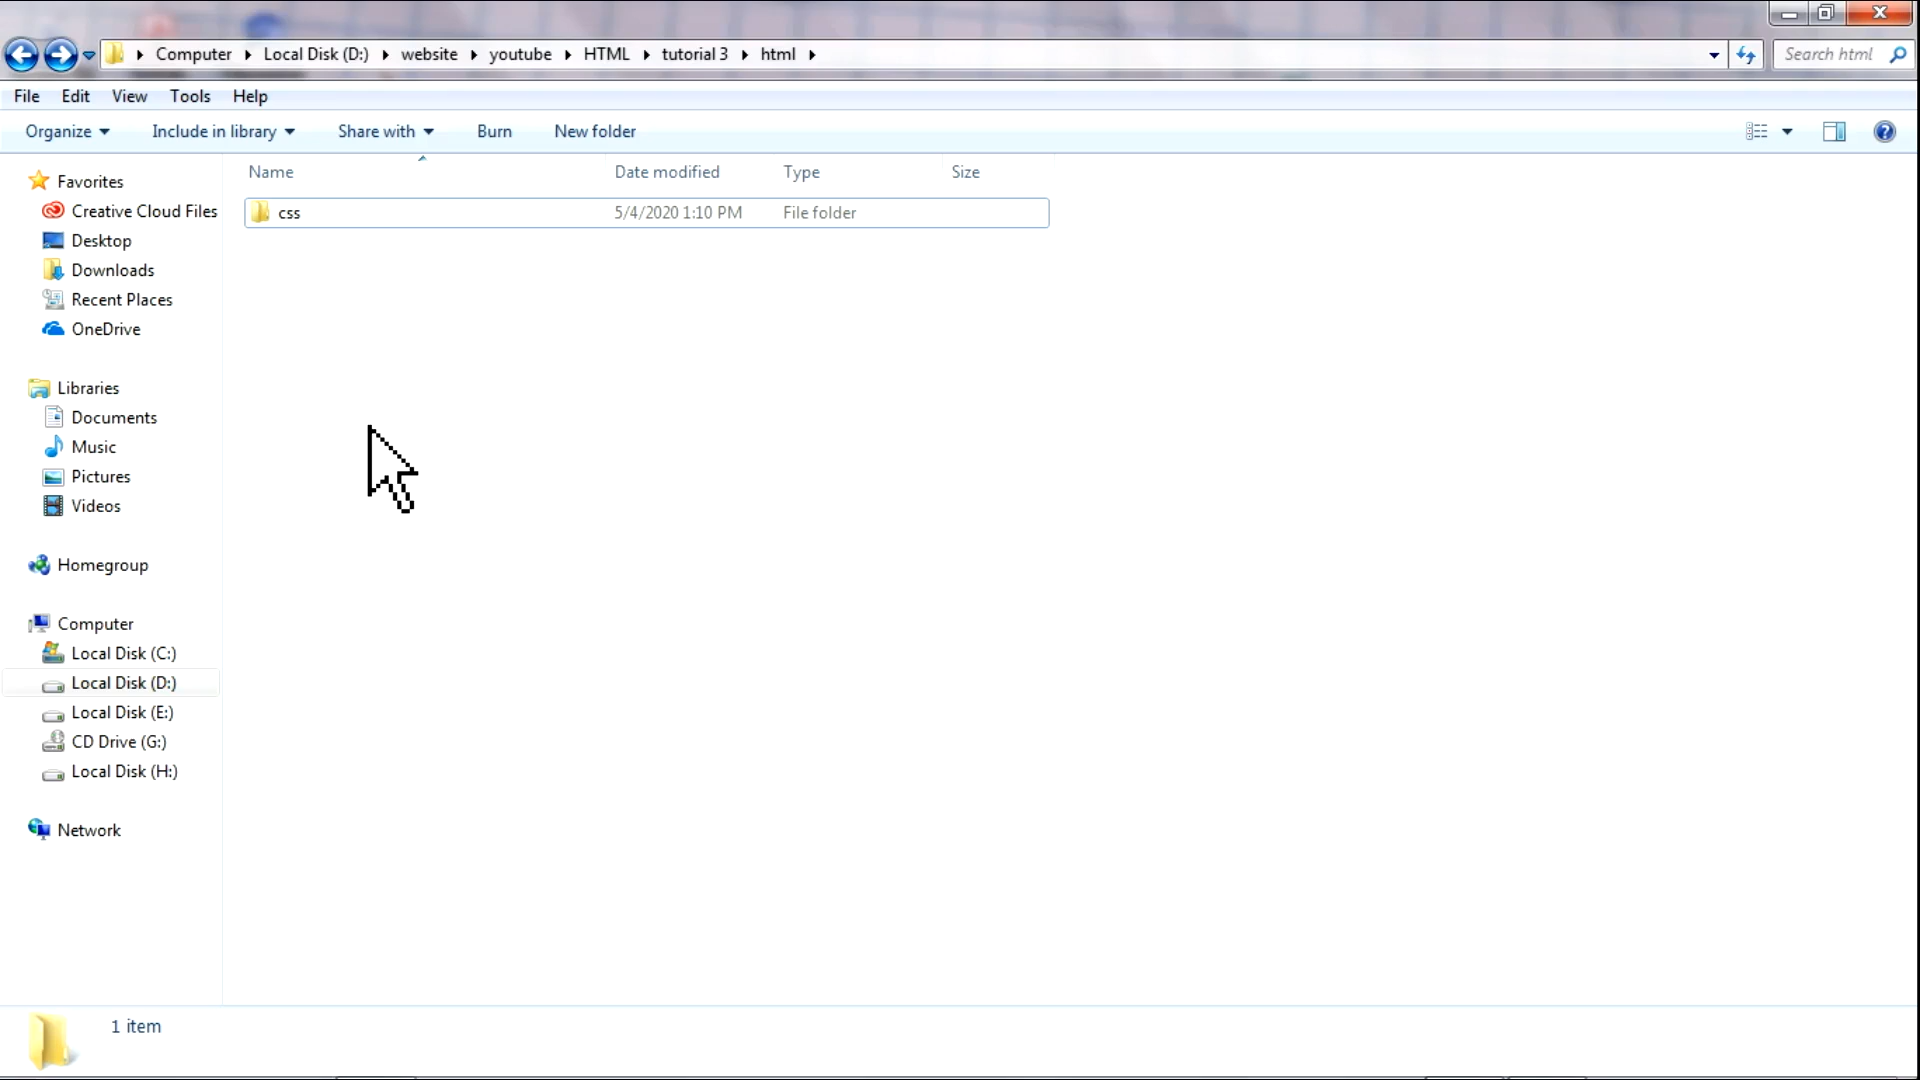 Computer Local Disk (D:) website youtube HTML tutorial 3 html Search html
File Edit View Tools Help
Organize Include in library Share with Burn New folder
Name Date modified Type Size
css 5/4/2020 1:10 PM File folder
Favorites
Creative Cloud Files
Desktop
Downloads
Recent Places
OneDrive
Libraries
Documents
Music
Pictures
Videos
Homegroup
Computer
Local Disk (C:)
Local Disk (D:)
Local Disk (E:)
CD Drive (G:)
Local Disk (H:)
Network
1 item